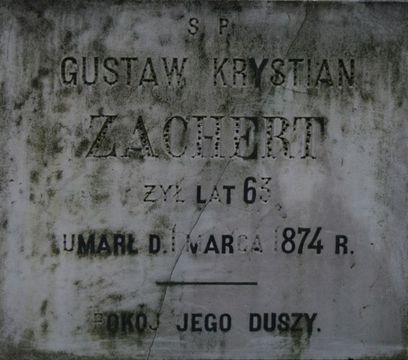 S. P.
GUSTAW KRYSTIAN
ZACHERT
ŻYŁ LAT 63
UMARŁ D. 1 MARCA 1874 R.
POKÓJ JEGO DUSZY.